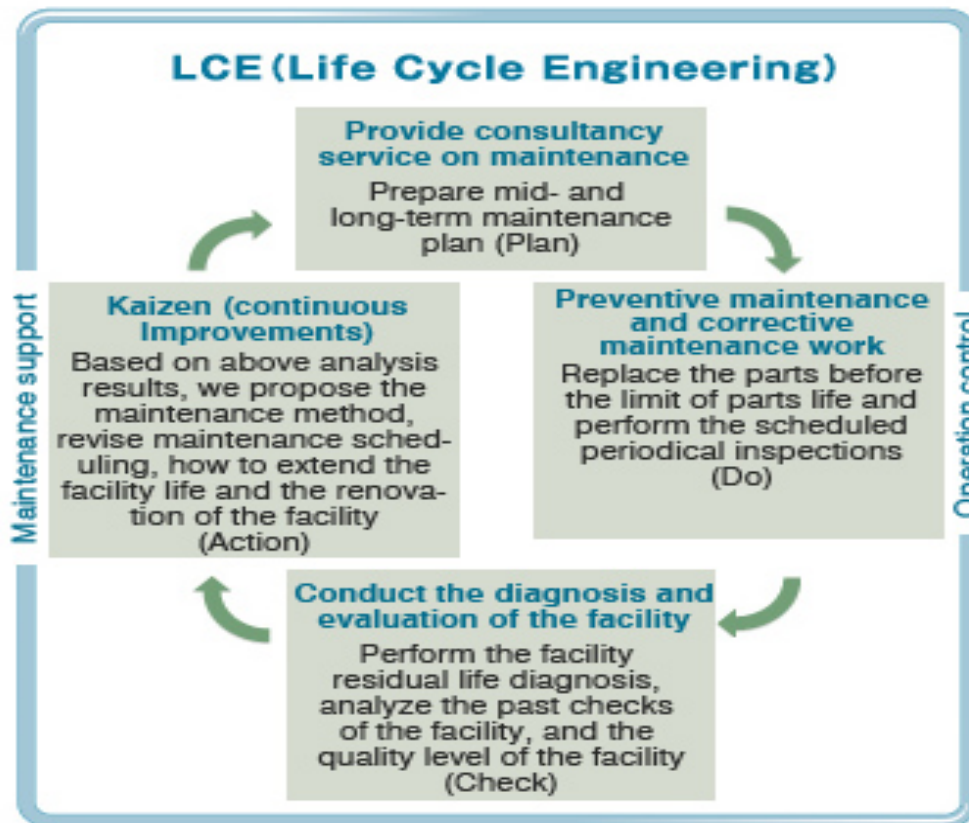 LCE (Life Cycle Engineering)
Provide consultancy
service on maintenance
Prepare mid- and
long-term maintenance
plan (Plan)
Preventive maintenance
and corrective
maintenance work
Replace the parts before
the limit of parts life and
perform the scheduled
periodical inspections
(Do)
Conduct the diagnosis and
evaluation of the facility
Perform the facility
residual life diagnosis,
analyze the past checks
of the facility, and the
quality level of the facility
(Check)
Kaizen (continuous
Improvements)
Based on above analysis
results, we propose the
maintenance method,
revise maintenance sched-
uling, how to extend the
facility life and the renova-
tion of the facility
(Action)
Maintenance support
Operation control